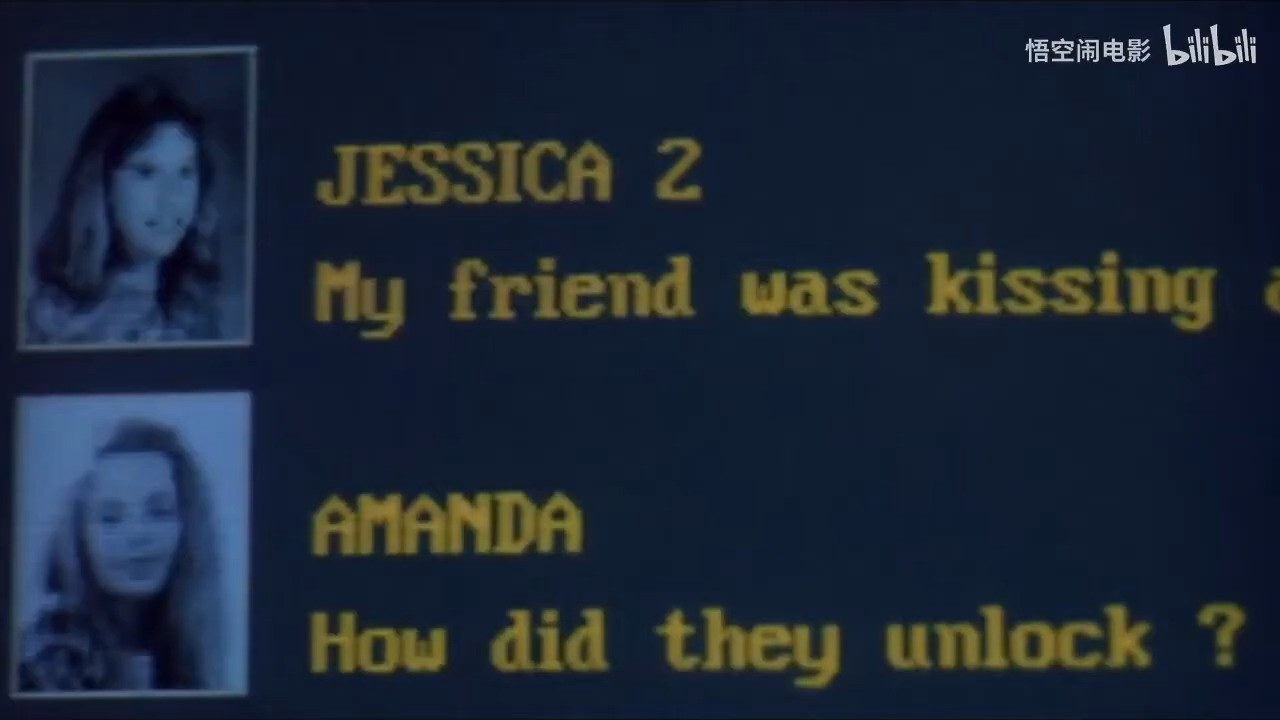 悟空闹电影 bilibili
JESSICA 2
My friend was kissing
AMANDA
How did they unlock ?